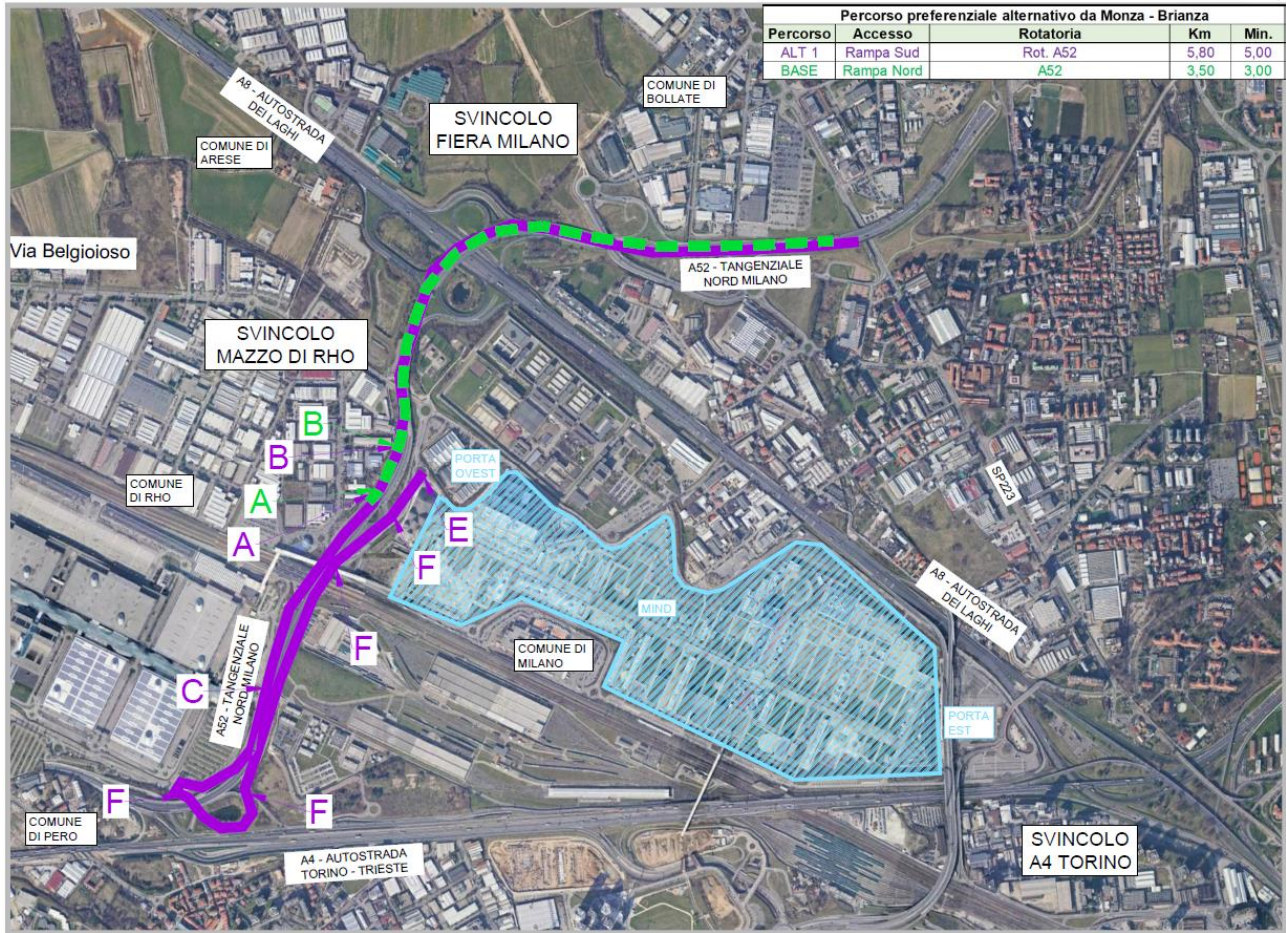 Percorso preferenziale alternativo da Monza - Brianza
Percorso Accesso Rotatoria Km Min.
ALT 1 Rampa Sud Rot. A52 5,80 5,00
BASE Rampa Nord A52 3,50 3,00
A8 - AUTOSTRADA
DEI LAGHI
SVINCOLO
FIERA MILANO
COMUNE DI
BOLLATE
COMUNE DI
ARESE
Via Belgioioso
A52 - TANGENZIALE
NORD MILANO
SVINCOLO
MAZZO DI RHO
B
B
PORTA
OVEST
COMUNE
DI RHO
A
A
E
F
SP223
A8 - AUTOSTRADA
DEI LAGHI
MIND
F
COMUNE DI
MILANO
A52 - TANGENZIALE
NORD MILANO
C
PORTA
EST
F
F
COMUNE
DI PERO
A4 - AUTOSTRADA
TORINO - TRIESTE
SVINCOLO
A4 TORINO